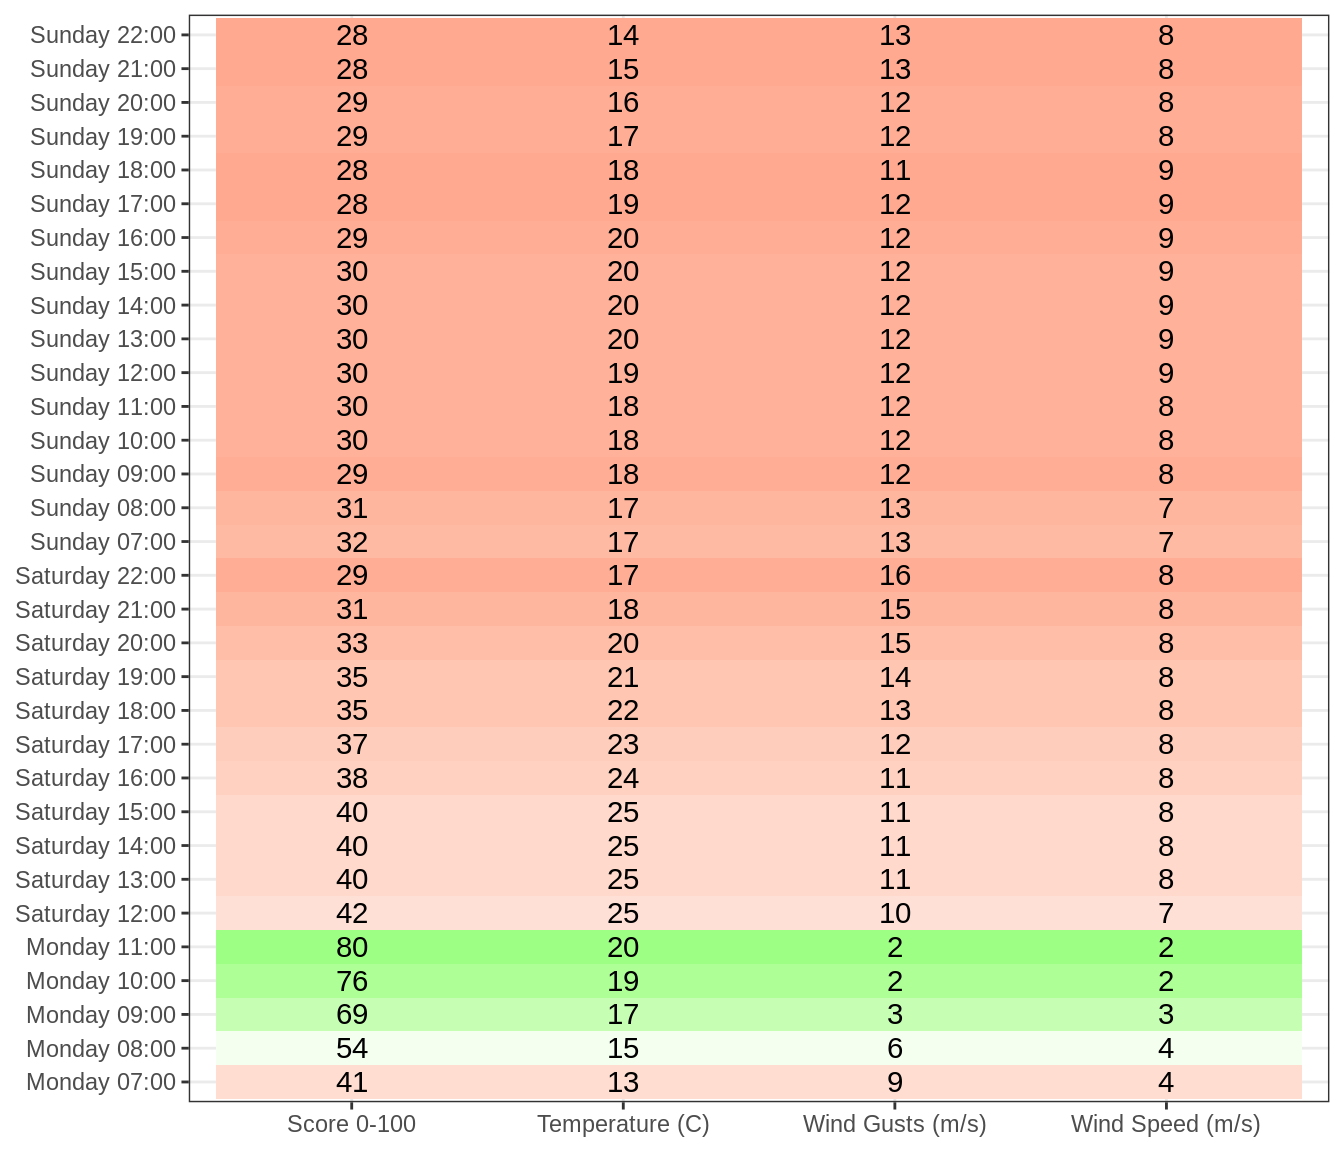 Sunday 22:00 28 14 13 8
Sunday 21:00 28 15 13 8
Sunday 20:00 29 16 12 8
Sunday 19:00 29 17 12 8
Sunday 18:00 28 18 11 9
Sunday 17:00 28 19 12 9
Sunday 16:00 29 20 12 9
Sunday 15:00 30 20 12 9
Sunday 14:00 30 20 12 9
Sunday 13:00 30 20 12 9
Sunday 12:00 30 19 12 9
Sunday 11:00 30 18 12 8
Sunday 10:00 30 18 12 8
Sunday 09:00 29 18 12 8
Sunday 08:00 31 17 13 7
Sunday 07:00 32 17 13 7
Saturday 22:00 29 17 16 8
Saturday 21:00 31 18 15 8
Saturday 20:00 33 20 15 8
Saturday 19:00 35 21 14 8
Saturday 18:00 35 22 13 8
Saturday 17:00 37 23 12 8
Saturday 16:00 38 24 11 8
Saturday 15:00 40 25 11 8
Saturday 14:00 40 25 11 8
Saturday 13:00 40 25 11 8
Saturday 12:00 42 25 10 7
Monday 11:00 80 20 2 2
Monday 10:00 76 19 2 2
Monday 09:00 69 17 3 3
Monday 08:00 54 15 6 4
Monday 07:00 41 13 9 4
Score 0-100 Temperature (C) Wind Gusts (m/s) Wind Speed (m/s)